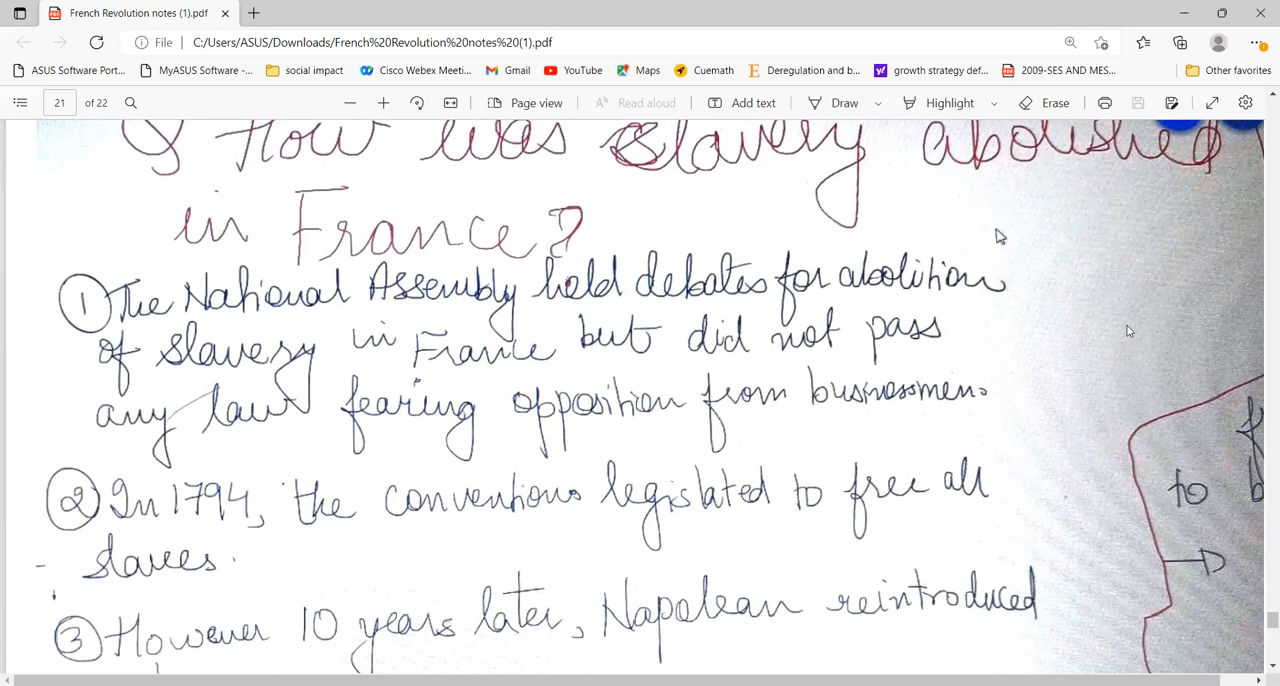 French Revolution notes (1).pdf
File C:/Users/ASUS/Downloads/French%20Revolution%20notes%20(1).pdf
ASUS Software Port... MyASUS Software -... social impact Cisco Webex Meeti... Gmail YouTube Maps Cuemath Deregulation and b... growth strategy def... 2009-SES AND MES... Other favorites
21 of 22 Page view Read aloud Add text Draw Highlight Erase
How was Slavery abolished
in France?
① The National Assembly held debates for abolition
of slavery in France but did not pass
any law fearing opposition from businessmen.
② In 1794, the conventions legislated to free all
slaves.
③ However 10 years later, Napolean reintroduced
to